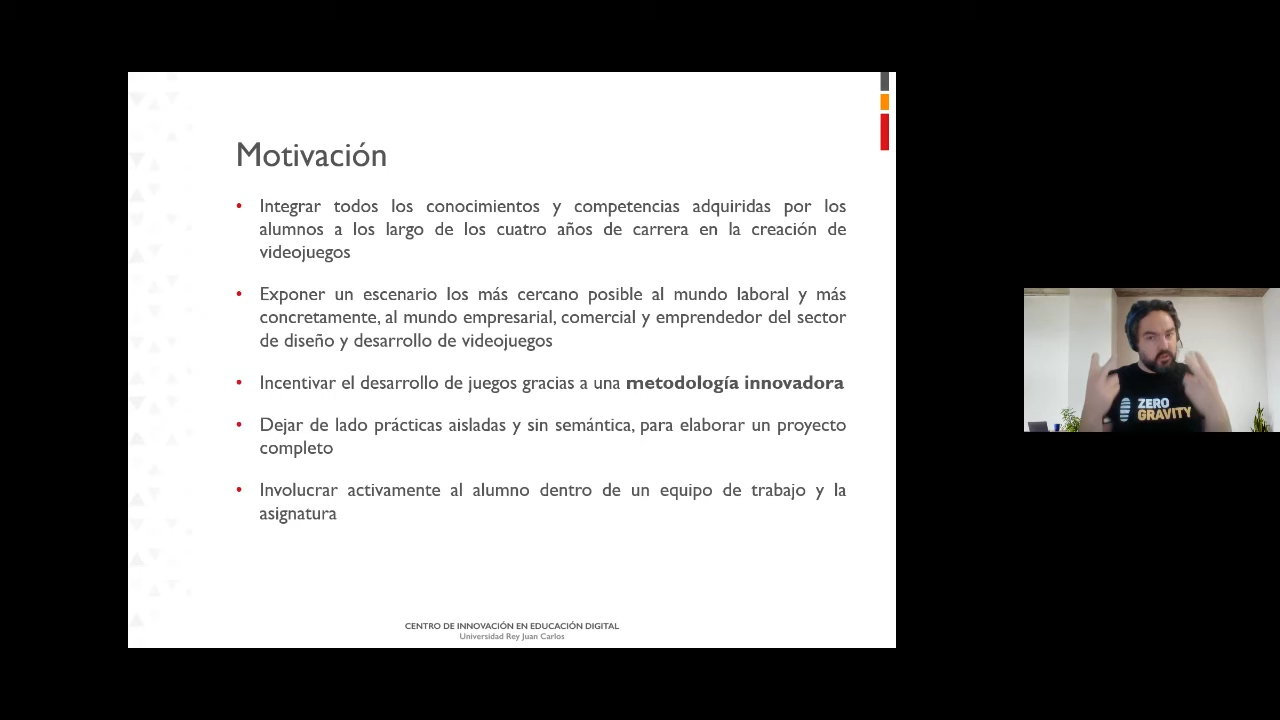 Motivación
• Integrar todos los conocimientos y competencias adquiridas por los
alumnos a los largo de los cuatro años de carrera en la creación de
videojuegos
• Exponer un escenario los más cercano posible al mundo laboral y más
concretamente, al mundo empresarial, comercial y emprendedor del sector
de diseño y desarrollo de videojuegos
• Incentivar el desarrollo de juegos gracias a una metodología innovadora
• Dejar de lado prácticas aisladas y sin semántica, para elaborar un proyecto
completo
• Involucrar activamente al alumno dentro de un equipo de trabajo y la
asignatura
CENTRO DE INNOVACIÓN EN EDUCACIÓN DIGITAL
Universidad Rey Juan Carlos
ZERO
GRAVITY